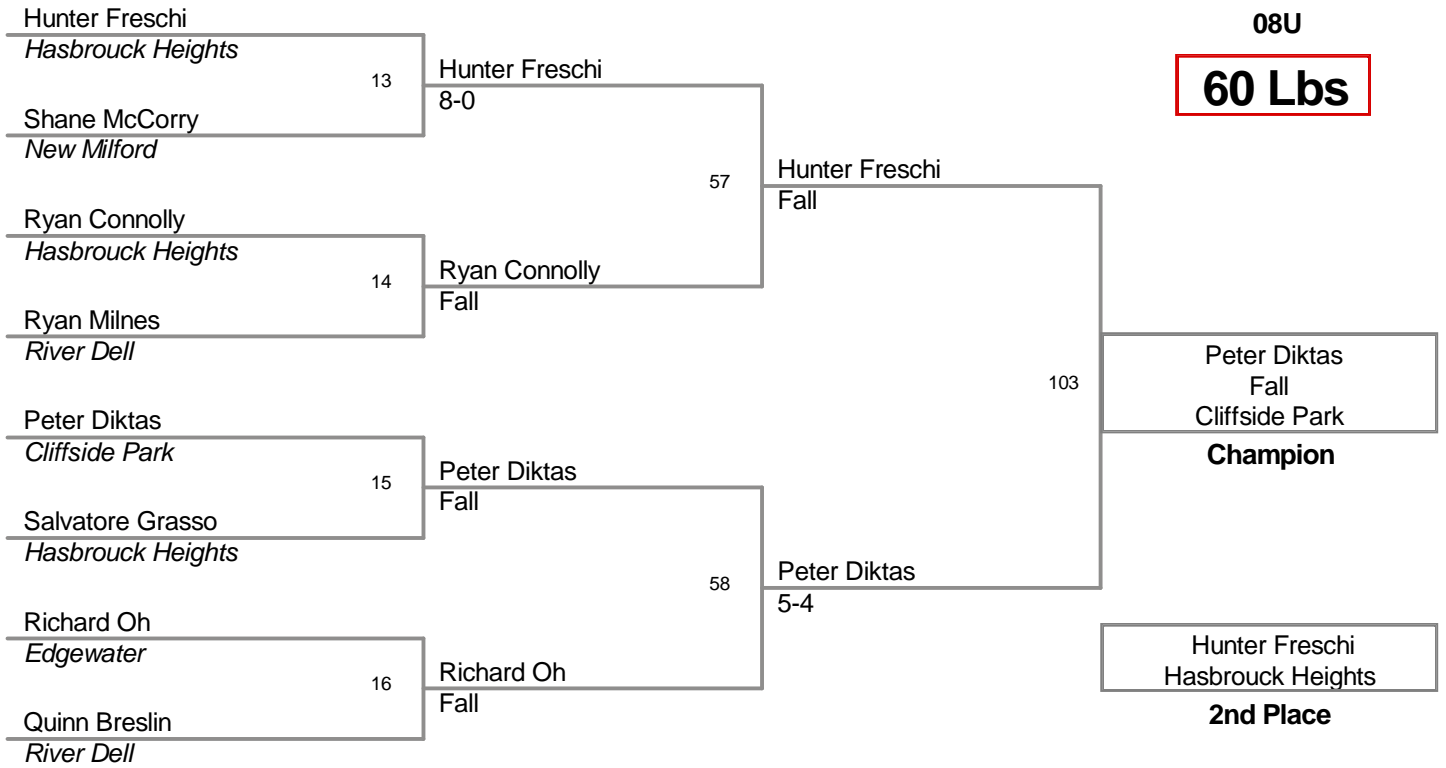 Hunter Freschi
Hasbrouck Heights
13
Shane McCorry
New Milford
Hunter Freschi
8-0
Ryan Connolly
Hasbrouck Heights
14
Ryan Milnes
River Dell
Ryan Connolly
Fall
57
Hunter Freschi
Fall
Peter Diktas
Cliffside Park
15
Salvatore Grasso
Hasbrouck Heights
Peter Diktas
Fall
Richard Oh
Edgewater
16
Quinn Breslin
River Dell
Richard Oh
Fall
58
Peter Diktas
5-4
103
08U
60 Lbs
Peter Diktas
Fall
Cliffside Park
Champion
Hunter Freschi
Hasbrouck Heights
2nd Place